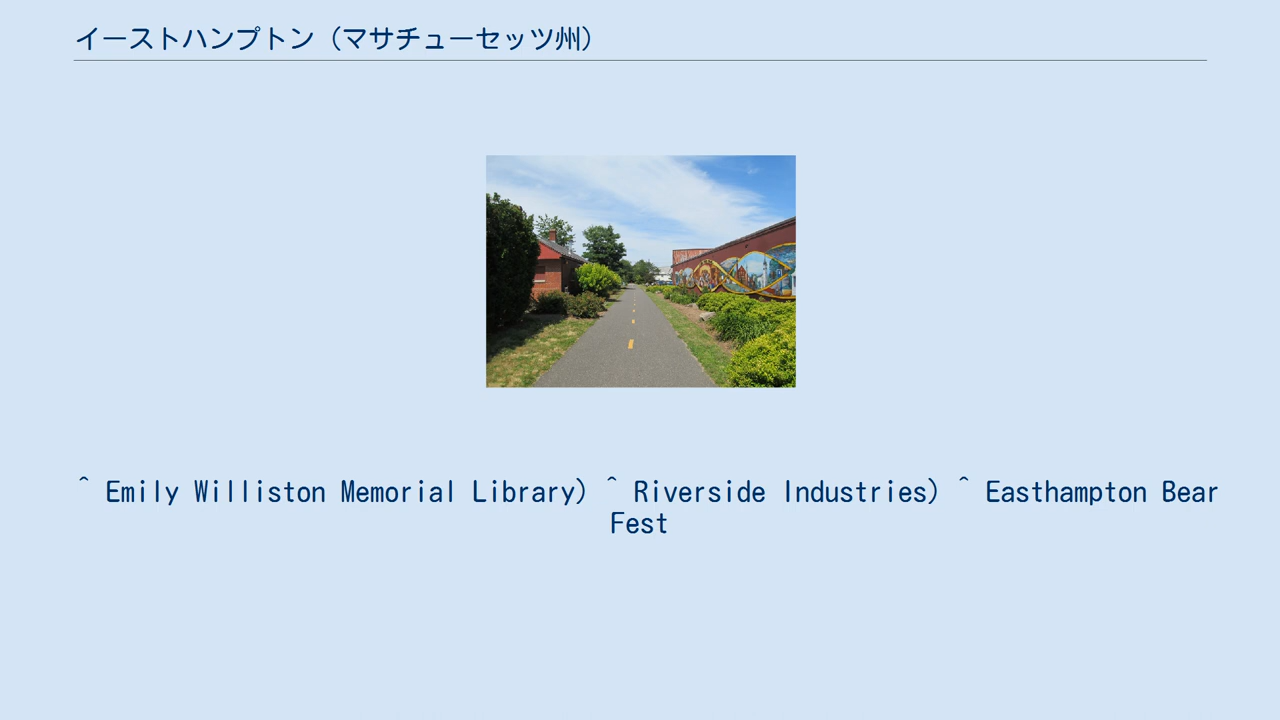 イーストハンプトン（マサチューセッツ州）
^ Emily Williston Memorial Library) ^ Riverside Industries) ^ Easthampton Bear
Fest